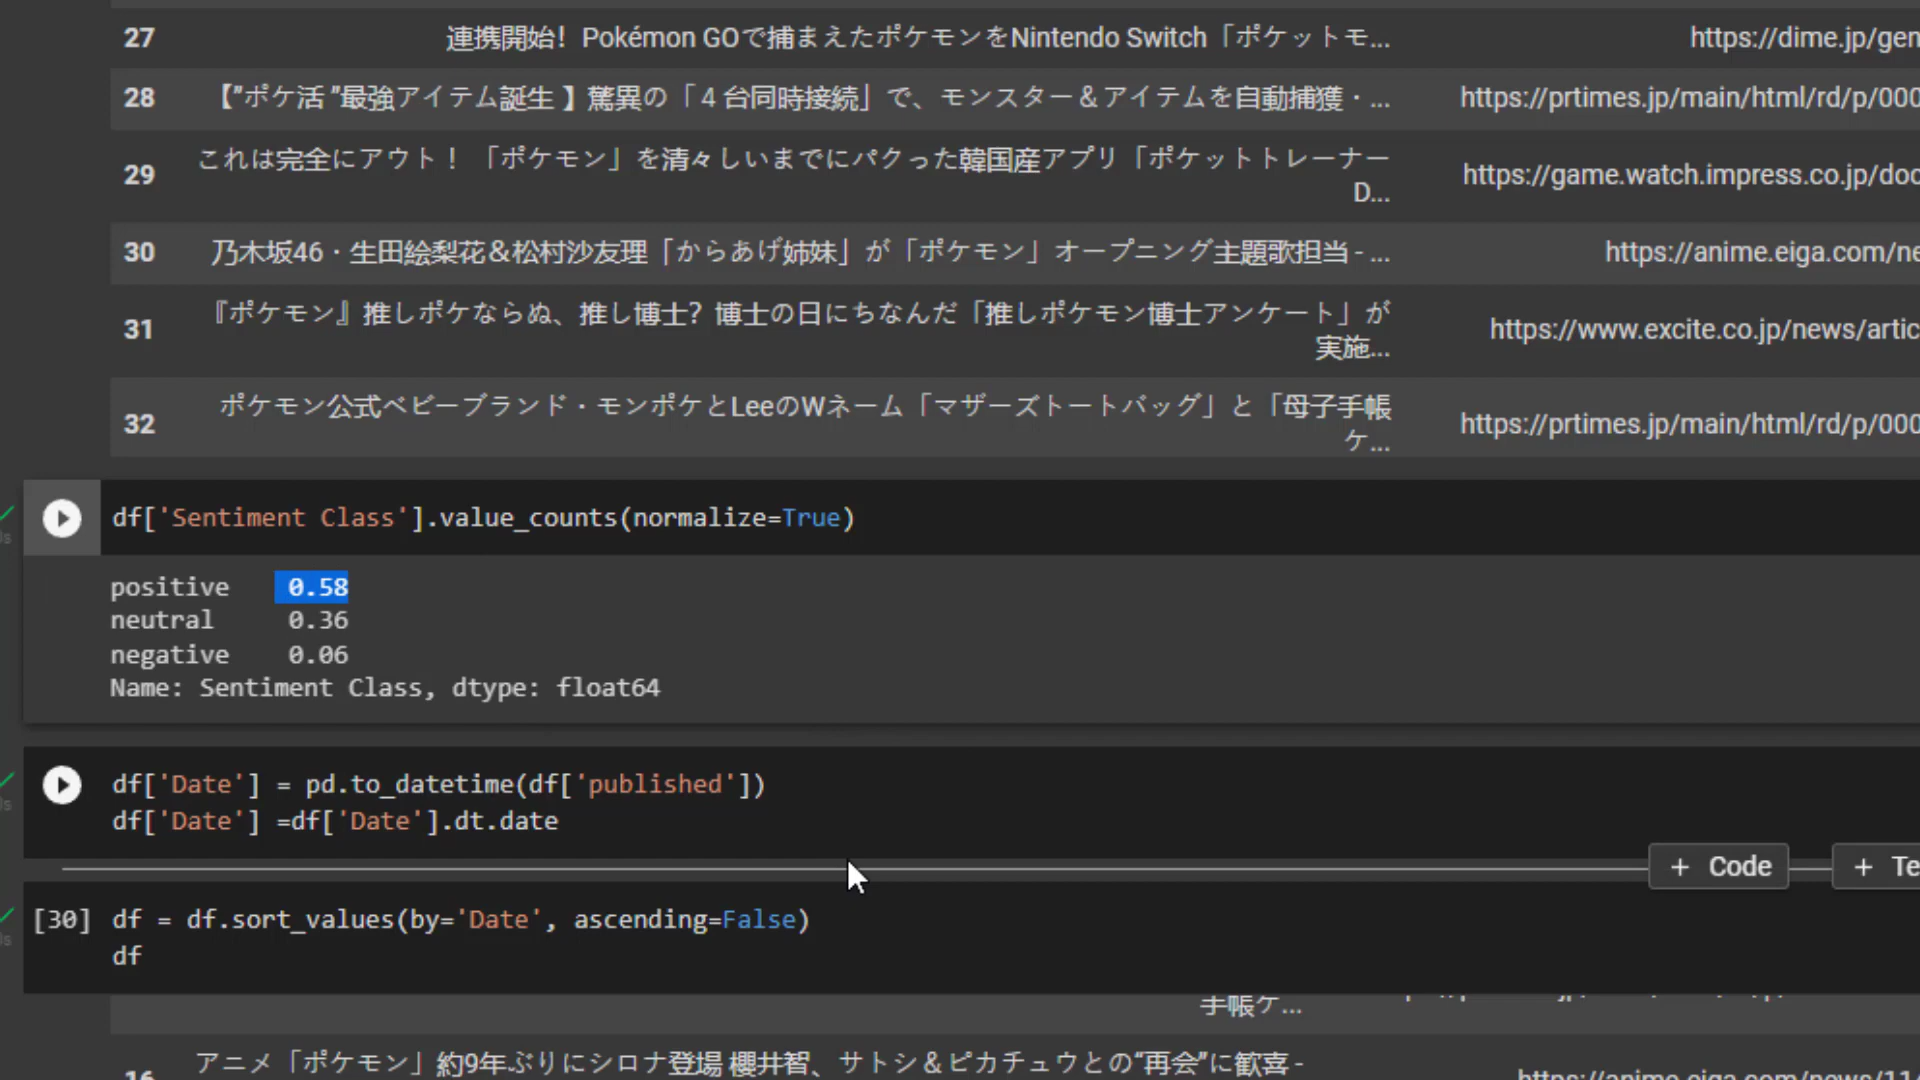 27 連携開始！Pokémon GOで捕まえたポケモンをNintendo Switch「ポケットモ... https://dime.jp/gen
28 【”ポケ活 ”最強アイテム誕生 】驚異の「４台同時接続」で、モンスター＆アイテムを自動捕獲・... https://prtimes.jp/main/html/rd/p/000
29 これは完全にアウト！ 「ポケモン」を清々しいまでにパクった韓国産アプリ「ポケットトレーナー
D... https://game.watch.impress.co.jp/doc
30 乃木坂46・生田絵梨花＆松村沙友理「からあげ姉妹」が「ポケモン」オープニング主題歌担当 - ... https://anime.eiga.com/ne
31 『ポケモン』推しポケならぬ、推し博士？博士の日にちなんだ「推しポケモン博士アンケート」が
実施... https://www.excite.co.jp/news/artic
32 ポケモン公式ベビーブランド・モンポケとLeeのWネーム「マザーズトートバッグ」と「母子手帳
ケ... https://prtimes.jp/main/html/rd/p/000
df['Sentiment Class'].value_counts(normalize=True)
positive 0.58
neutral 0.36
negative 0.06
Name: Sentiment Class, dtype: float64
df['Date'] = pd.to_datetime(df['published'])
df['Date'] =df['Date'].dt.date
+ Code + Te
[30] df = df.sort_values(by='Date', ascending=False)
df
手帳ケ...
16 アニメ「ポケモン」約9年ぶりにシロナ登場 櫻井智、サトシ＆ピカチュウとの“再会”に歓喜 - https://anime.eiga.com/news/11